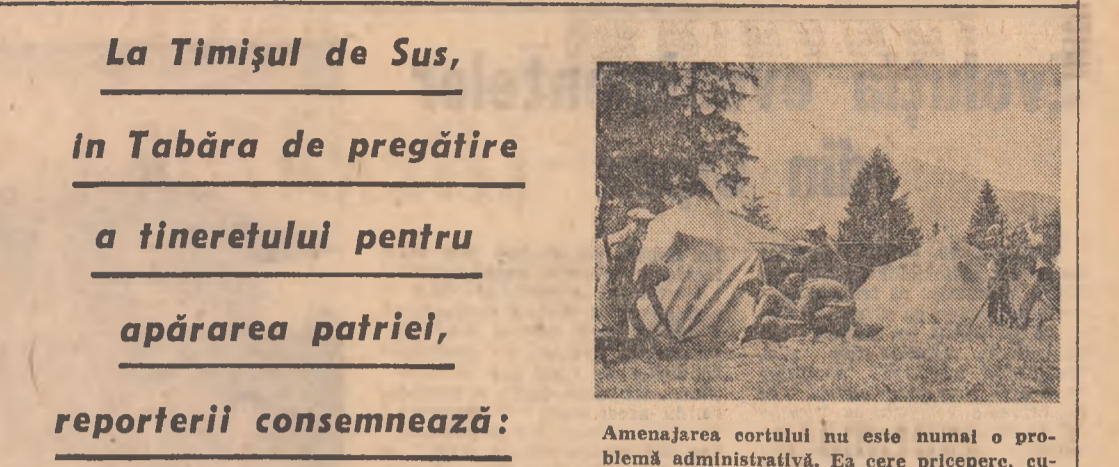 La Timişul de Sus,
în Tabăra de pregătire
a tineretului pentru
apărarea patriei,
reporterii consemnează:
Amenajarea cortului nu este numai o pro-
blemă administrativă. Ea cere pricepere, cu-